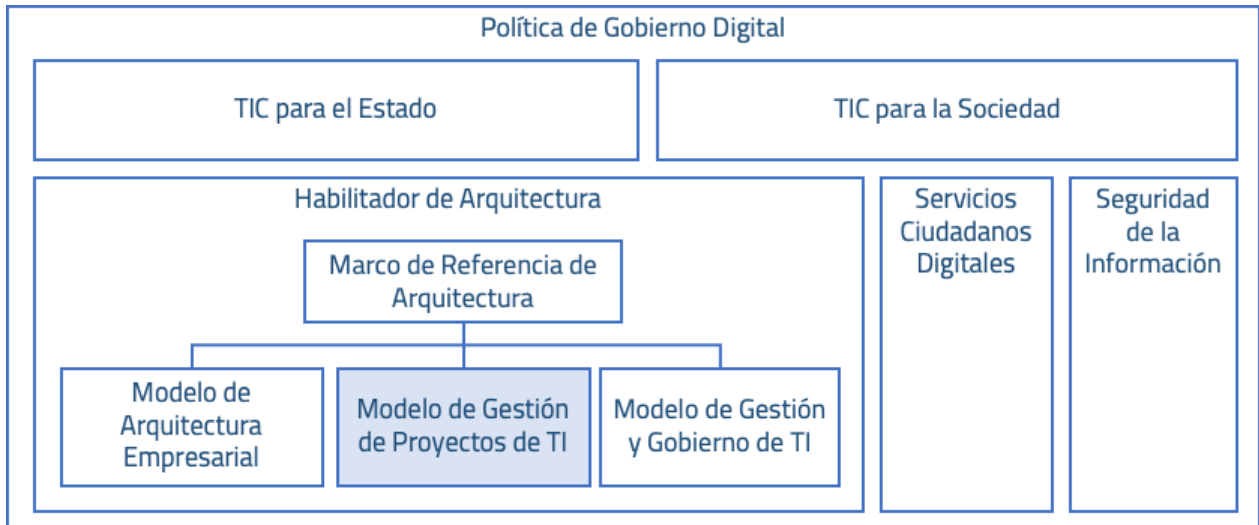 Política de Gobierno Digital
TIC para el Estado
TIC para la Sociedad
Habilitador de Arquitectura
Marco de Referencia de
Arquitectura
Modelo de
Arquitectura
Empresarial
Modelo de Gestión
de Proyectos de TI
Modelo de Gestión
y Gobierno de TI
Servicios
Ciudadanos
Digitales
Seguridad
de la
Información